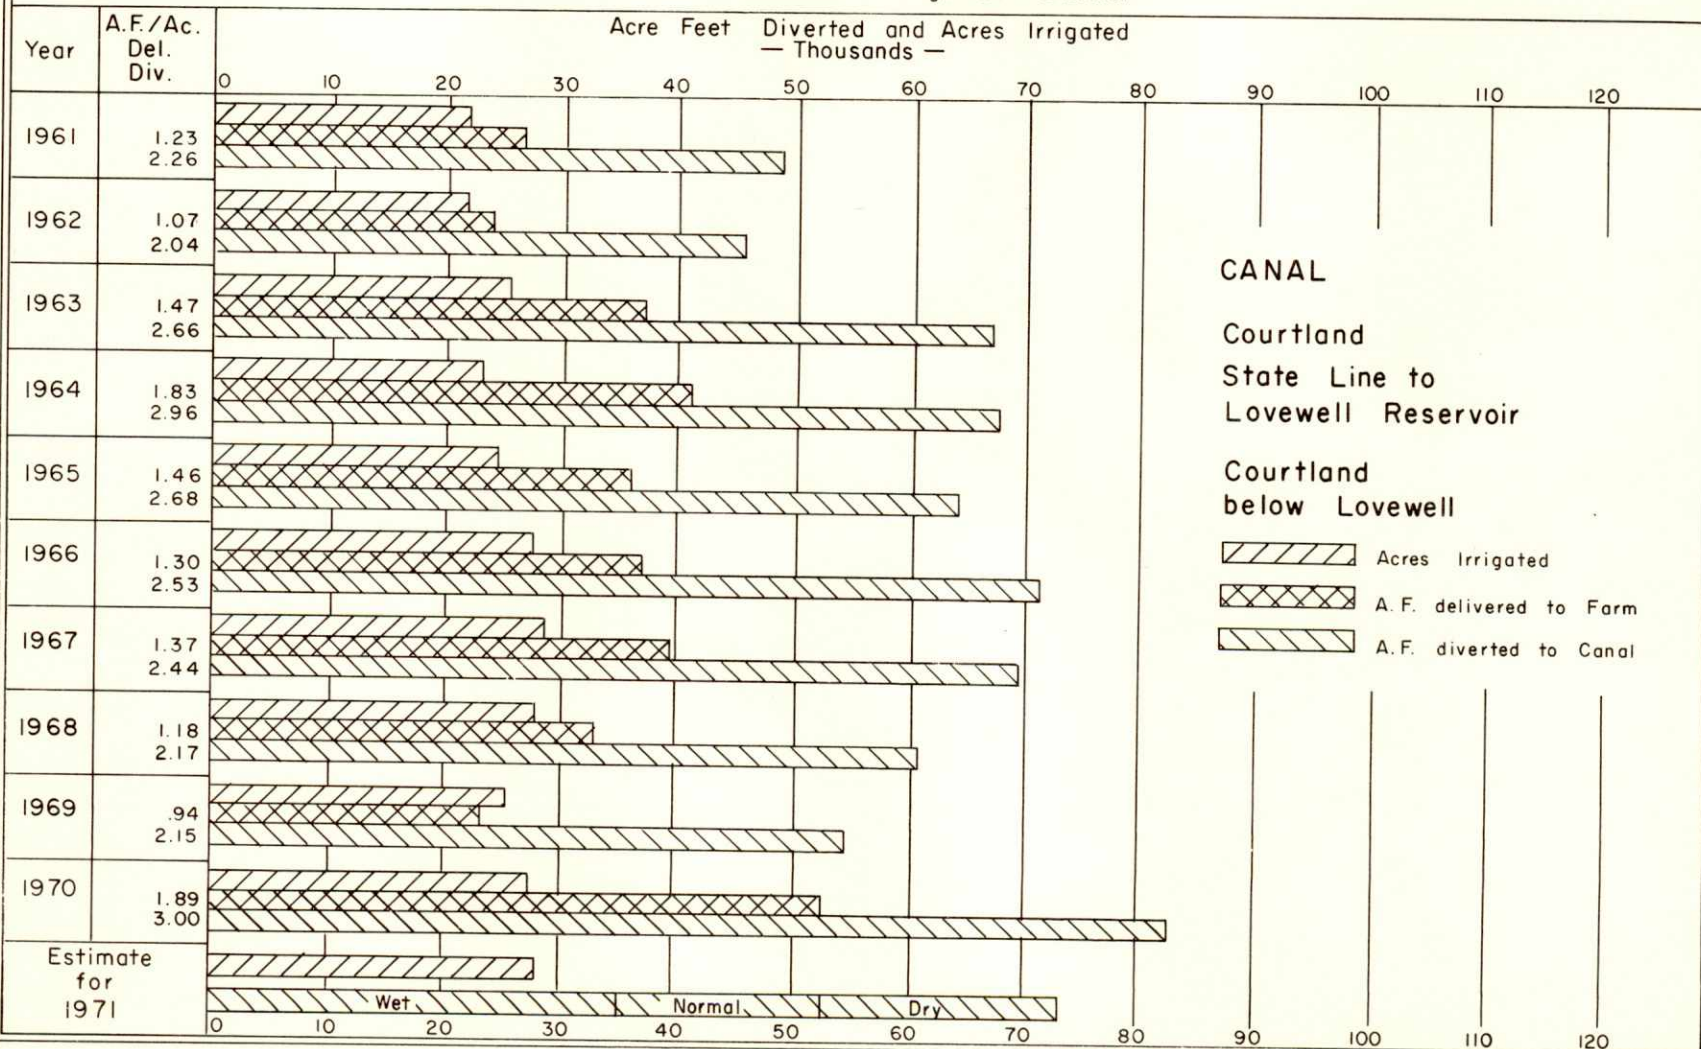 Year
A.F./Ac.
Del.
Div.
Acre Feet Diverted and Acres Irrigated
— Thousands —
0 10 20 30 40 50 60 70 80 90 100 110 120
1961
1.23
2.26
1962
1.07
2.04
1963
1.47
2.66
1964
1.83
2.96
1965
1.46
2.68
1966
1.30
2.53
1967
1.37
2.44
1968
1.18
2.17
1969
.94
2.15
1970
1.89
3.00
Estimate
for
1971
Wet Normal Dry
0 10 20 30 40 50 60 70 80 90 100 110 120
CANAL
Courtland
State Line to
Lovewell Reservoir
Courtland
below Lovewell
Acres Irrigated
A.F. delivered to Farm
A.F. diverted to Canal